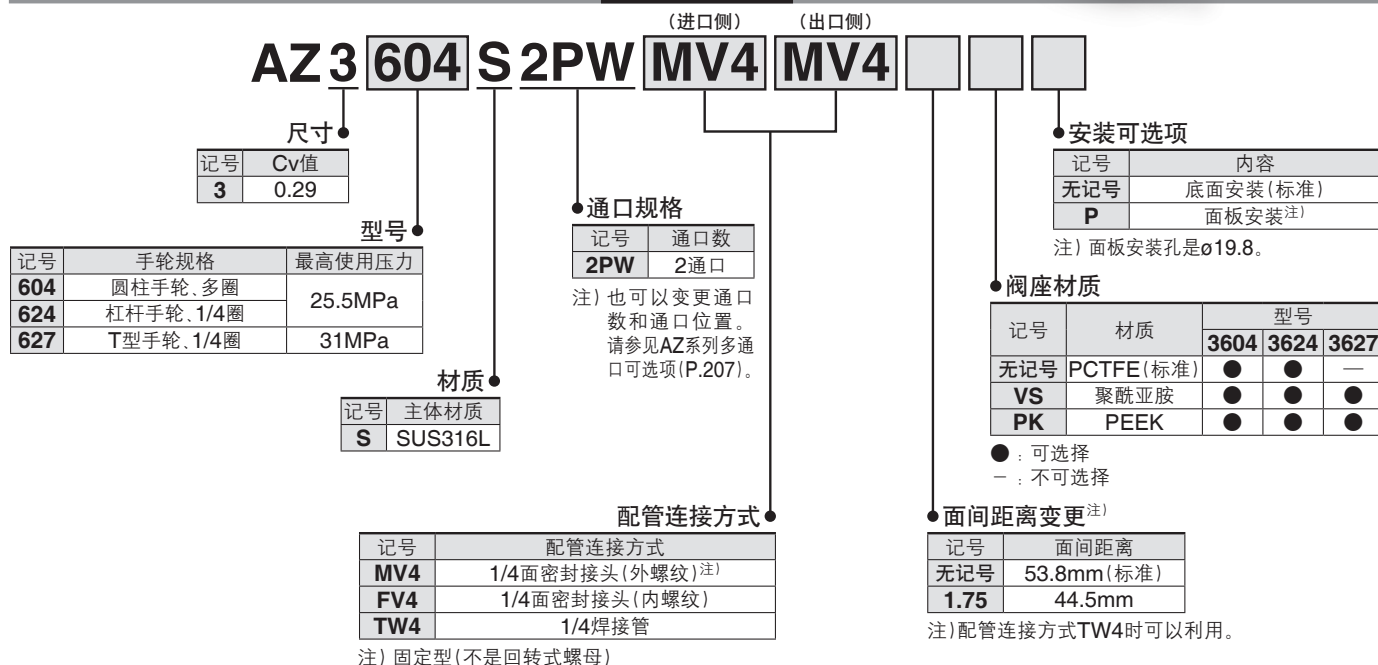 (进口侧) (出口侧)
AZ 3 604 S 2PW MV4 MV4
尺寸
记号 Cv值
3 0.29
型号
记号 手轮规格 最高使用压力
604 圆柱手轮、多圈 25.5MPa
624 杠杆手轮、1/4圈
627 T型手轮、1/4圈 31MPa
材质
记号 主体材质
S SUS316L
通口规格
记号 通口数
2PW 2通口
注) 也可以变更通口
数和通口位置。
请参见AZ系列多通
口可选项(P.207)。
配管连接方式
记号 配管连接方式
MV4 1/4面密封接头(外螺纹)注)
FV4 1/4面密封接头(内螺纹)
TW4 1/4焊接管
注) 固定型(不是回转式螺母)
安装可选项
记号 内容
无记号 底面安装(标准)
P 面板安装注)
注) 面板安装孔是ø19.8。
阀座材质
记号 材质 型号
3604 3624 3627
无记号 PCTFE(标准) ● ● —
VS 聚酰亚胺 ● ● ●
PK PEEK ● ● ●
●:可选择
－:不可选择
面间距离变更注)
记号 面间距离
无记号 53.8mm(标准)
1.75 44.5mm
注)配管连接方式TW4时可以利用。